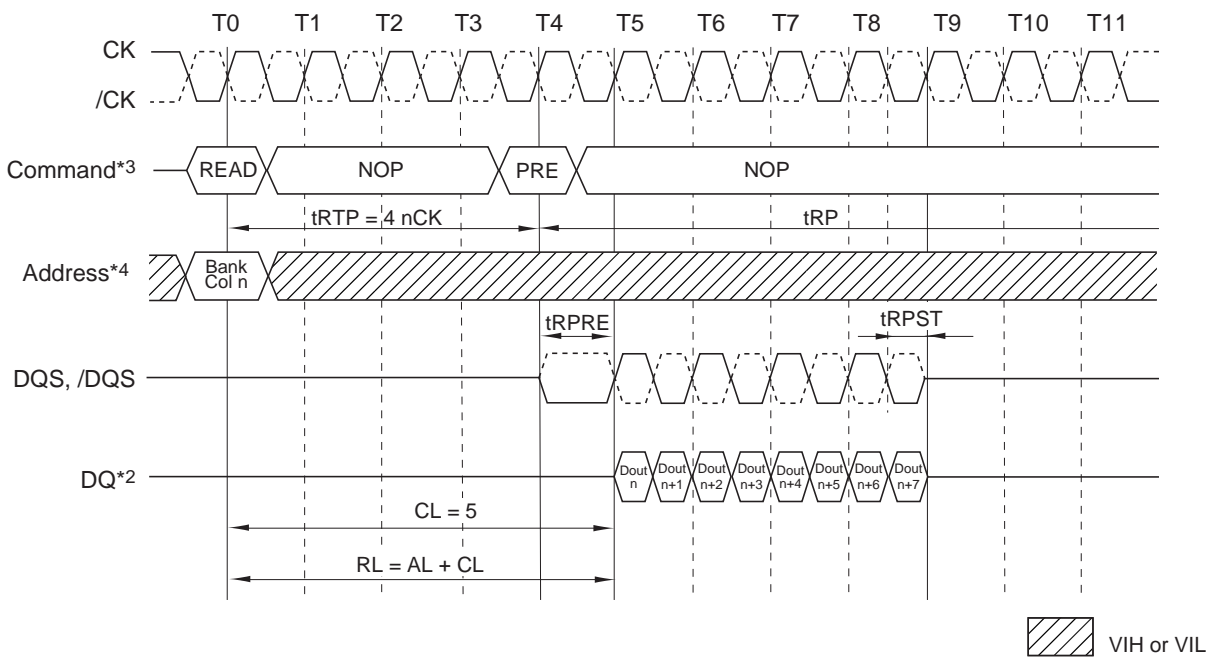 T0 T1 T2 T3 T4 T5 T6 T7 T8 T9 T10 T11
CK
/CK
Command*3
READ NOP PRE NOP
tRTP = 4 nCK tRP
Address*4
Bank
Col n
tRPRE tRPST
DQS, /DQS
DQ*2
Dout Dout Dout Dout Dout Dout Dout Dout
n n+1 n+2 n+3 n+4 n+5 n+6 n+7
CL = 5
RL = AL + CL
VIH or VIL